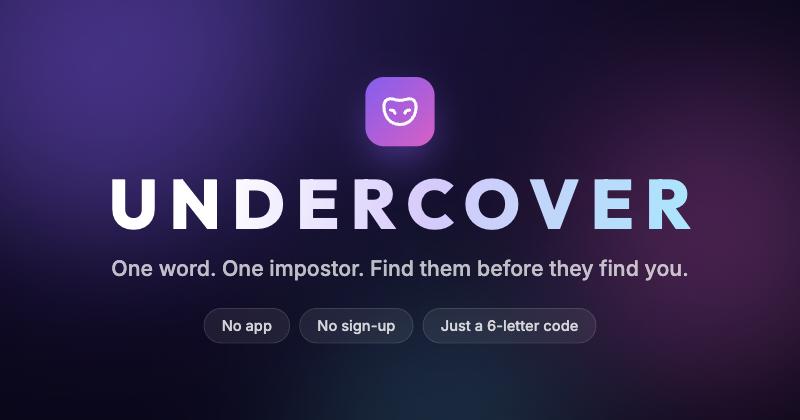 UNDERCOVER
One word. One impostor. Find them before they find you.
No app
No sign-up
Just a 6-letter code